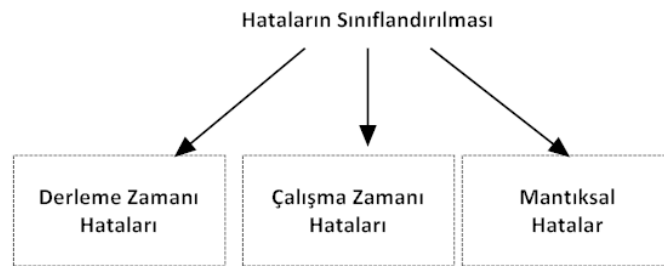 Hataların Sınıflandırılması
Derleme Zamanı
Hataları
Çalışma Zamanı
Hataları
Mantıksal
Hatalar